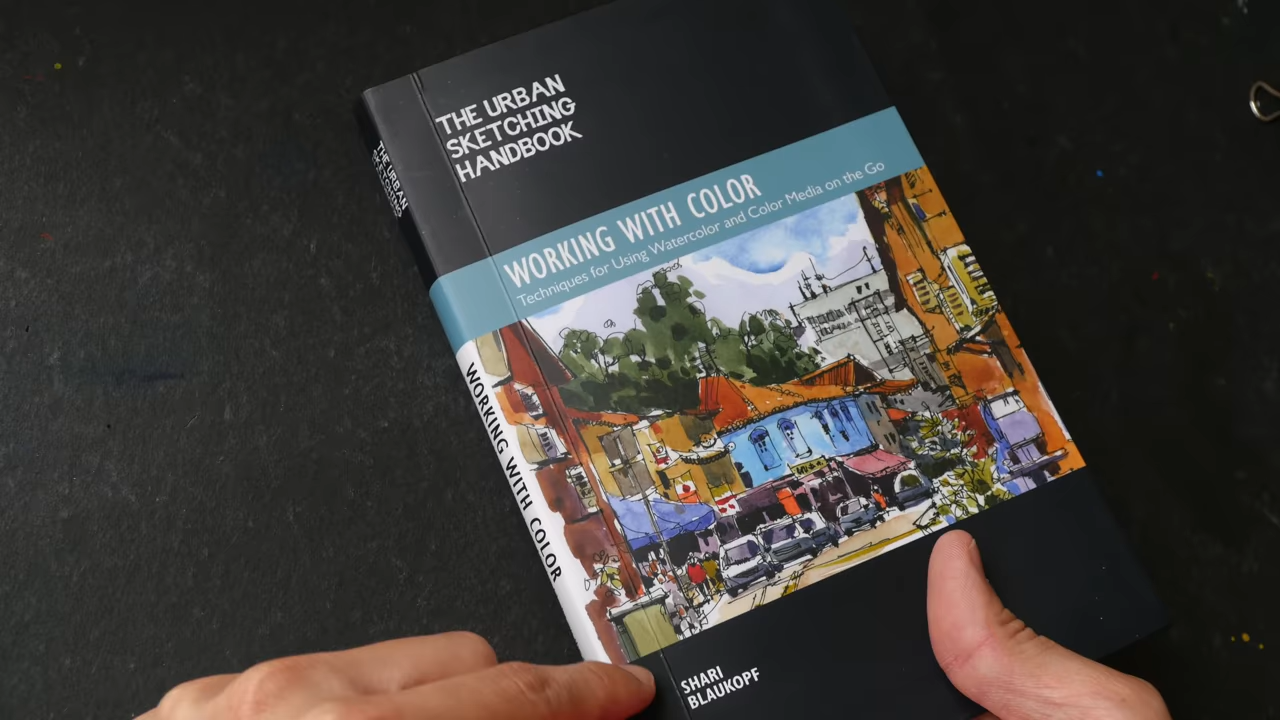 THE URBAN
SKETCHING
HANDBOOK
WORKING WITH COLOR
Techniques for Using Watercolor and Color Media on the Go
SHARI
BLAUKOPF
THE URBAN
SKETCHING
WORKING WITH COLOR